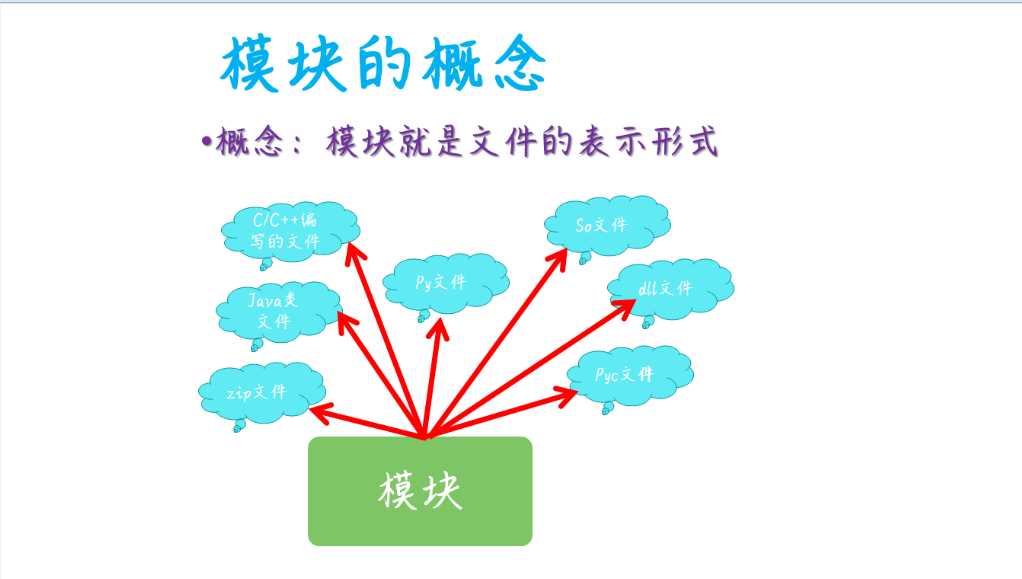 模块的概念
•概念：模块就是文件的表示形式
C/C++编
写的文件
So文件
Py文件
dll文件
Java类
文件
Pyc文件
zip文件
模块